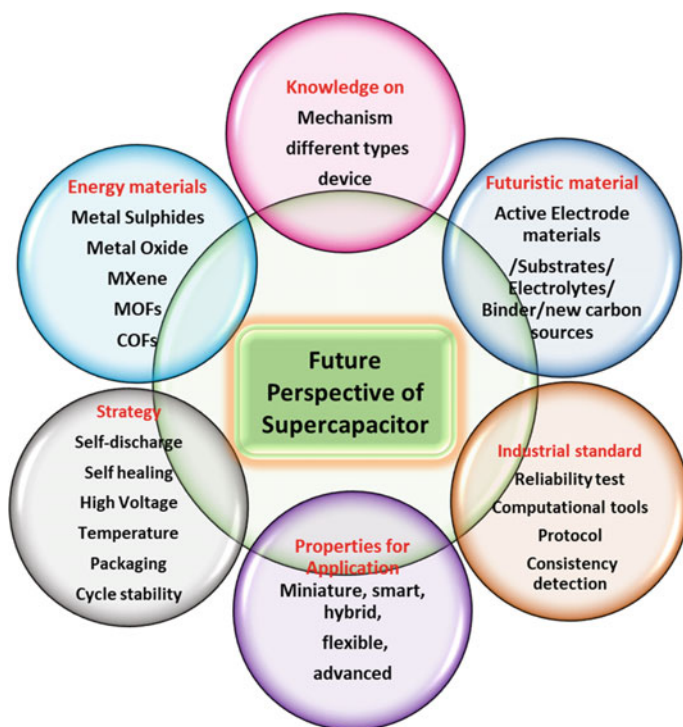 Knowledge on
Mechanism
different types
device
Energy materials
Metal Sulphides
Metal Oxide
MXene
MOFs
COFs
Futuristic material
Active Electrode
materials
/Substrates/
Electrolytes/
Binder/new carbon
sources
Future
Perspective of
Supercapacitor
Strategy
Self-discharge
Self healing
High Voltage
Temperature
Packaging
Cycle stability
Industrial standard
Reliability test
Computational tools
Protocol
Consistency
detection
Properties for
Application
Miniature, smart,
hybrid,
flexible,
advanced